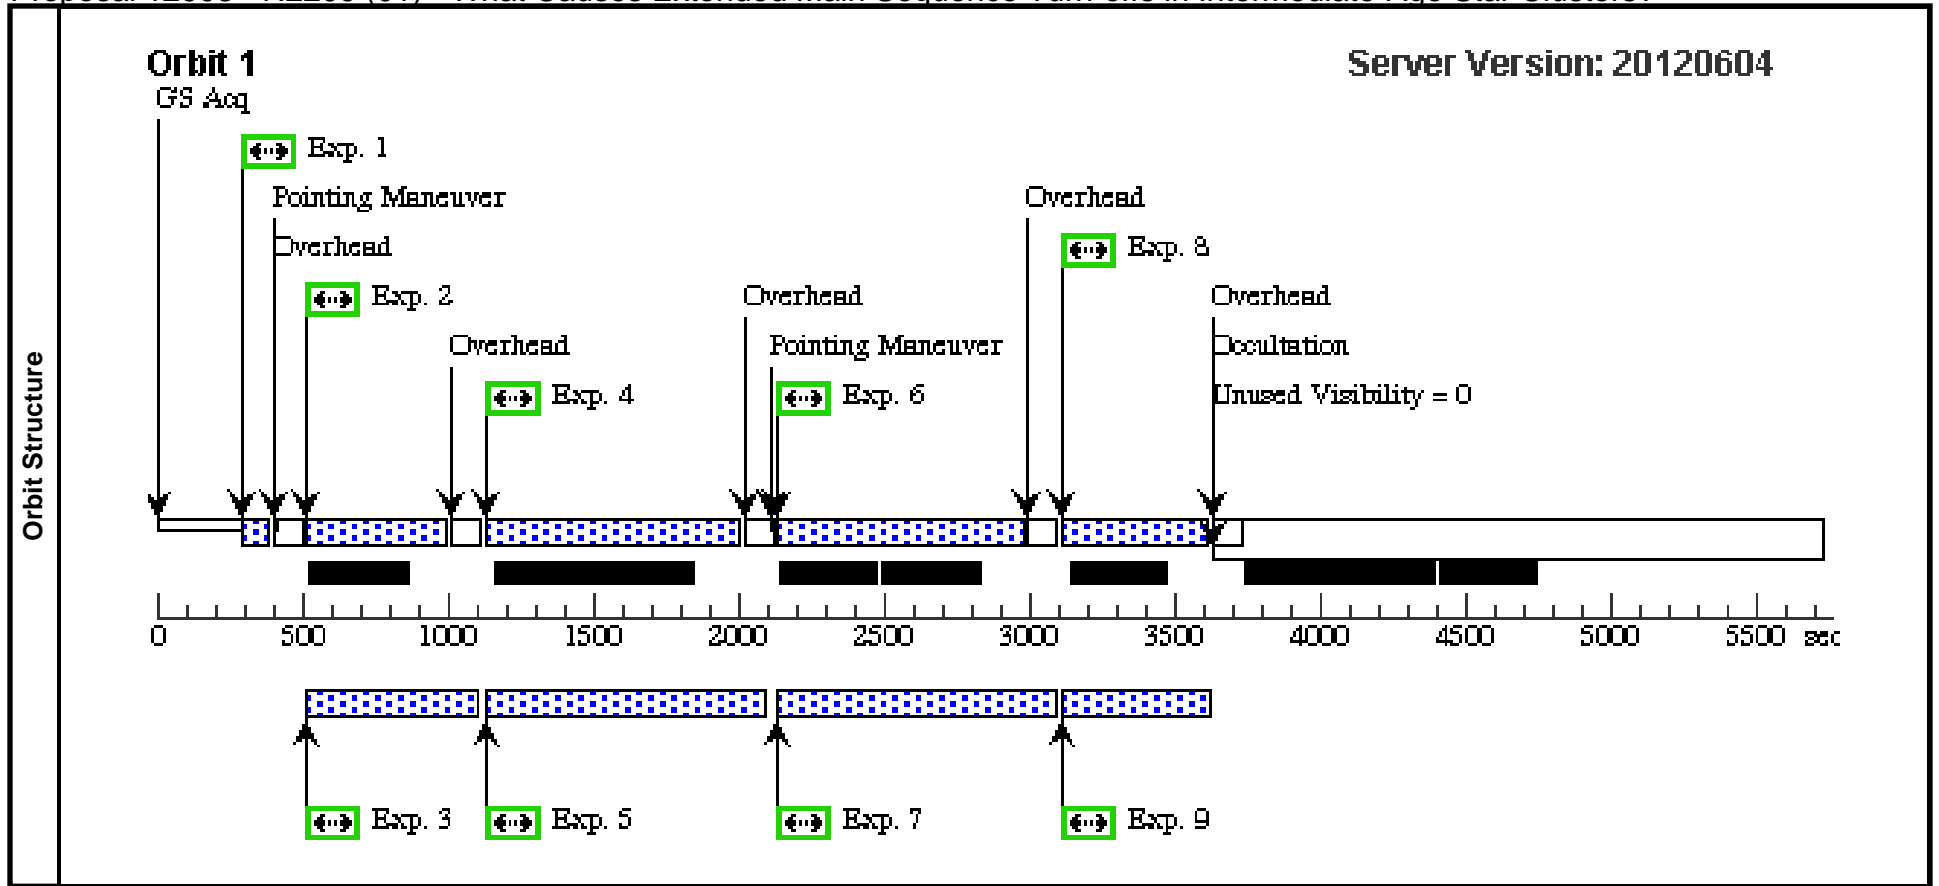 Orbit Structure
Orbit 1
Server Version: 20120604
GS Acq
Exp. 1
Pointing Maneuver
Overhead
Overhead
Exp. 8
Exp. 2
Overhead
Overhead
Overhead
Pointing Maneuver
Occultation
Exp. 4
Exp. 6
Unused Visibility = 0
0 500 1000 1500 2000 2500 3000 3500 4000 4500 5000 5500 sec
Exp. 3
Exp. 5
Exp. 7
Exp. 9